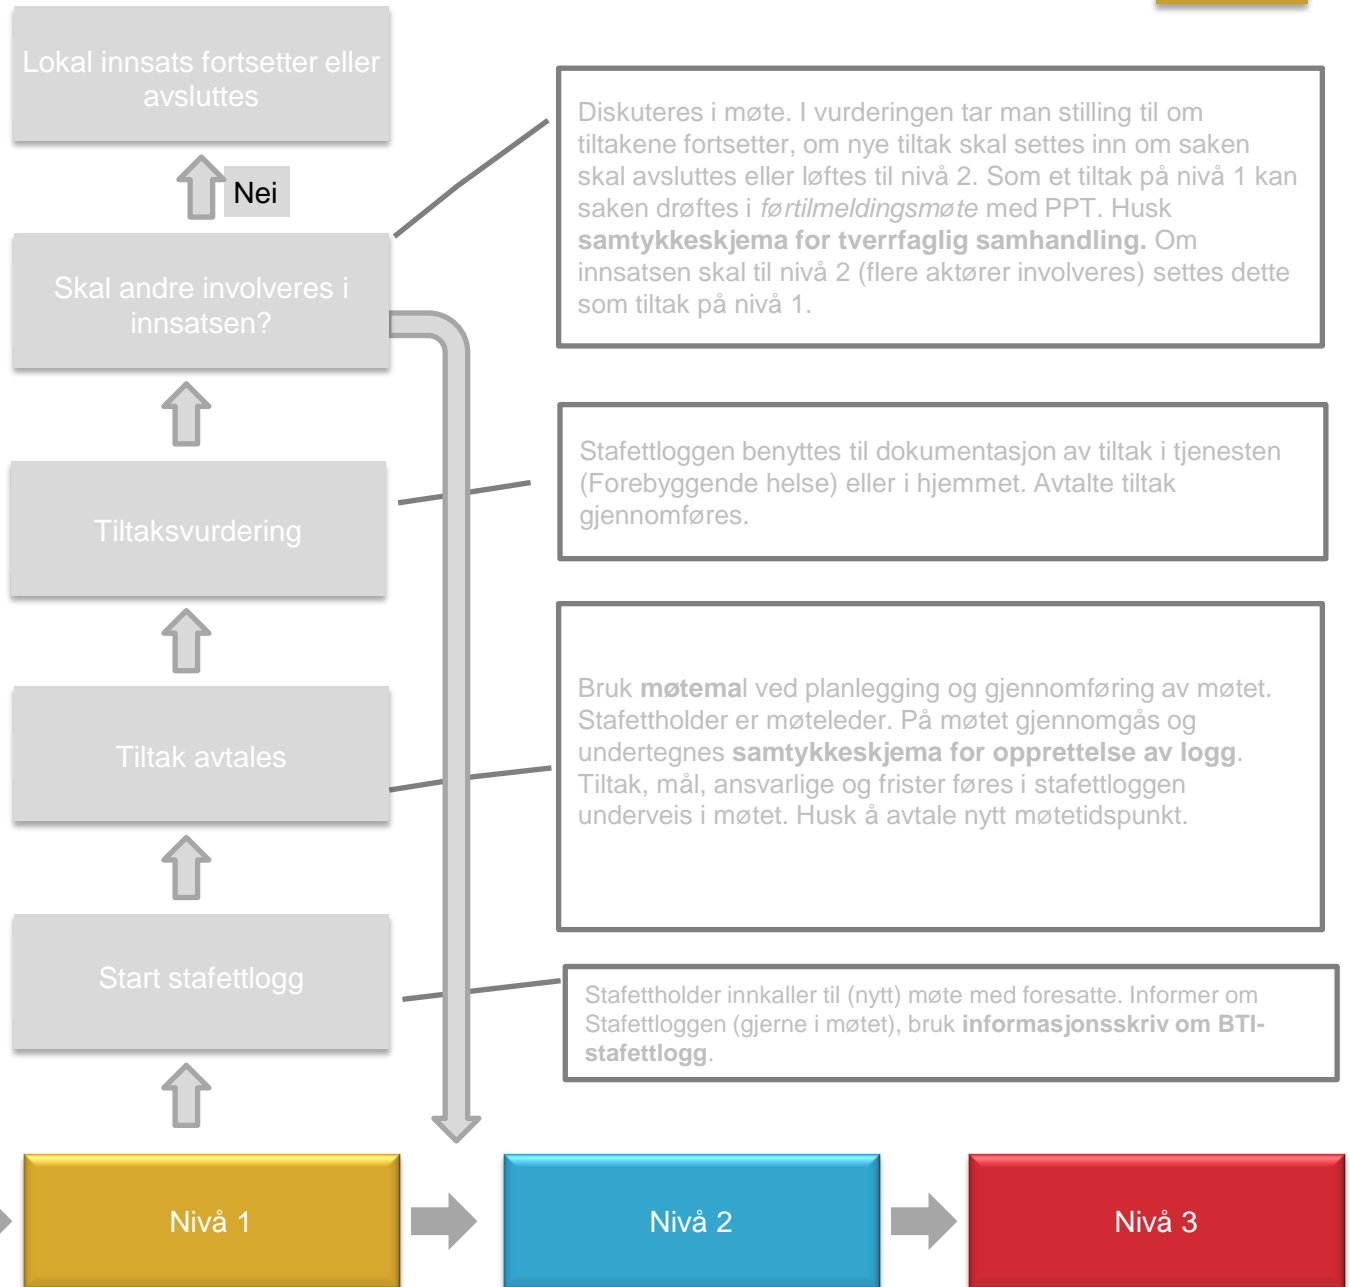 Lokal innsats fortsetter eller
avsluttes
Nei
Skal andre involveres i
innsatsen?
Diskuteres i møte. I vurderingen tar man stilling til om
tiltakene fortsetter, om nye tiltak skal settes inn om saken
skal avsluttes eller løftes til nivå 2. Som et tiltak på nivå 1 kan
saken drøftes i førtilmeldingsmøte med PPT. Husk
samtykkeskjema for tverrfaglig samhandling. Om
innsatsen skal til nivå 2 (flere aktører involveres) settes dette
som tiltak på nivå 1.
Tiltaksvurdering
Stafettloggen benyttes til dokumentasjon av tiltak i tjenesten
(Forebyggende helse) eller i hjemmet. Avtalte tiltak
gjennomføres.
Tiltak avtales
Bruk møtemal ved planlegging og gjennomføring av møtet.
Stafettholder er møteleder. På møtet gjennomgås og
undertegnes samtykkeskjema for opprettelse av logg.
Tiltak, mål, ansvarlige og frister føres i stafettloggen
underveis i møtet. Husk å avtale nytt møtetidspunkt.
Start stafettlogg
Stafettholder innkaller til (nytt) møte med foresatte. Informer om
Stafettloggen (gjerne i møtet), bruk informasjonsskriv om BTI-
stafettlogg.
Nivå 1
Nivå 2
Nivå 3